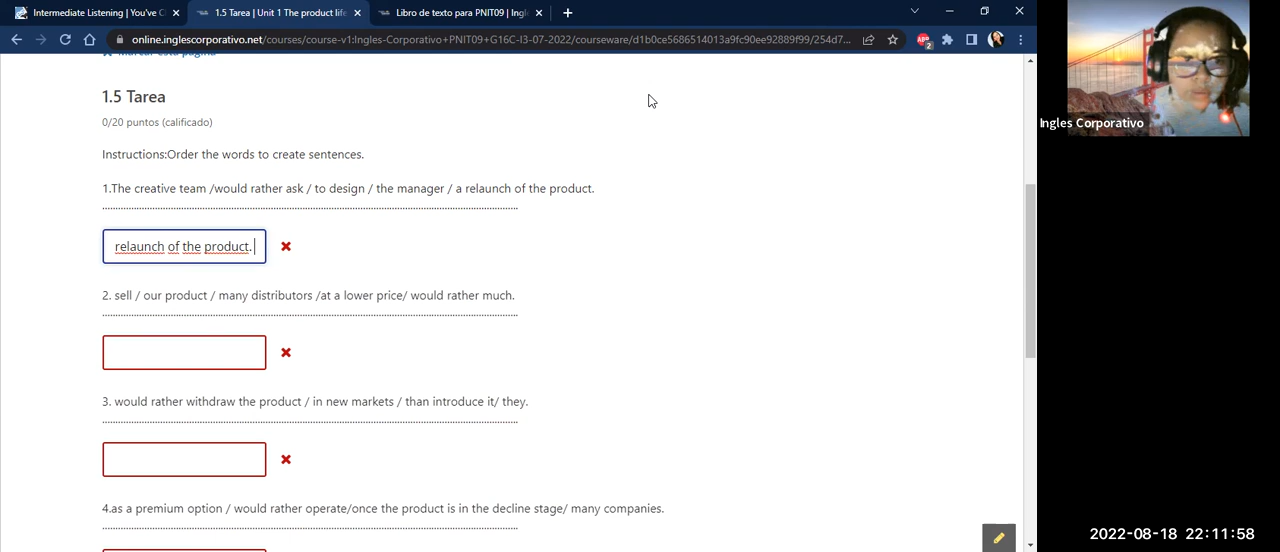 Intermediate Listening | You've C
1.5 Tarea | Unit 1 The product life
Libro de texto para PNIT09 | Ingl
online.inglescorporativo.net/courses/course-v1:Ingles-Corporativo+PNIT09+G16C-I3-07-2022/courseware/d1b0ce5686514013a9fc90ee92889f99/254d7...
2
Marcar esta página
1.5 Tarea
0/20 puntos (calificado)
Instructions:Order the words to create sentences.
1.The creative team /would rather ask / to design / the manager / a relaunch of the product.
relaunch of the product.
2. sell / our product / many distributors /at a lower price/ would rather much.
3. would rather withdraw the product / in new markets / than introduce it/ they.
4.as a premium option / would rather operate/once the product is in the decline stage/ many companies.
Ingles Corporativo
2022-08-18 22:11:58